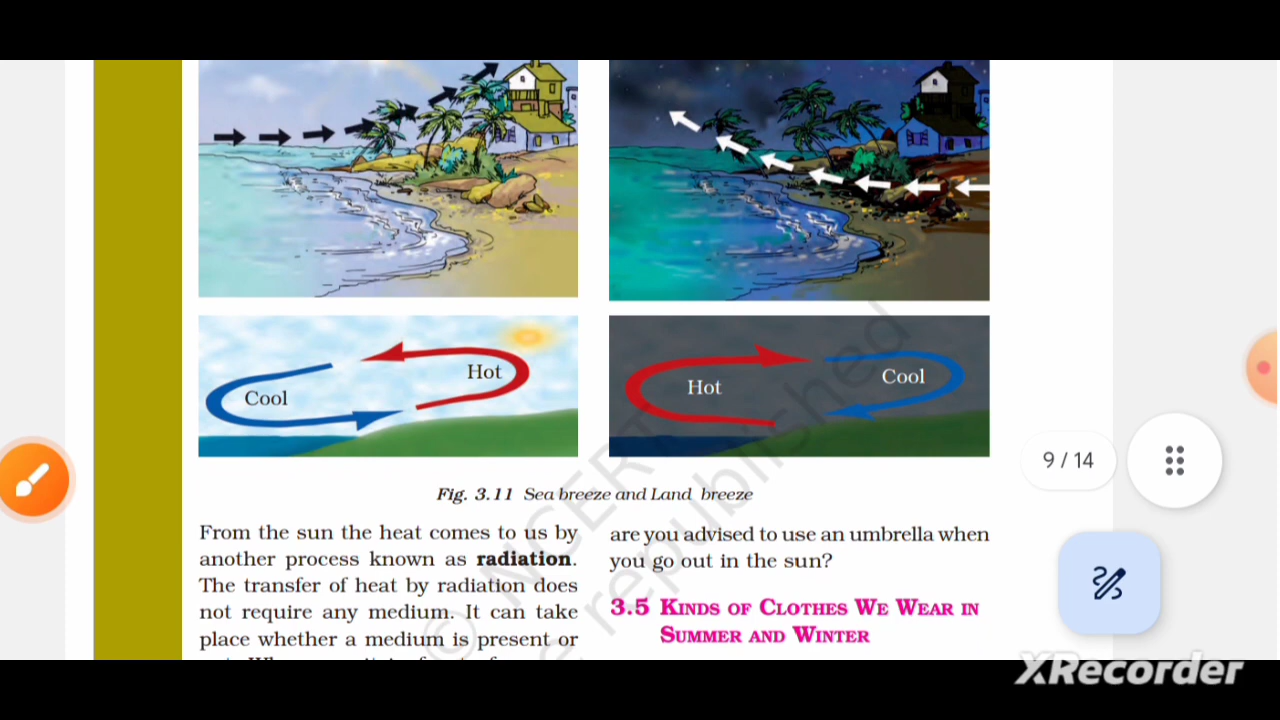 Hot
Cool
Hot
Cool
9 / 14
Fig. 3.11 Sea breeze and Land breeze
From the sun the heat comes to us by
another process known as radiation.
The transfer of heat by radiation does
not require any medium. It can take
place whether a medium is present or
are you advised to use an umbrella when
you go out in the sun?
3.5 KINDS OF CLOTHES WE WEAR IN
SUMMER AND WINTER
© NCERT
republished
XRecorder